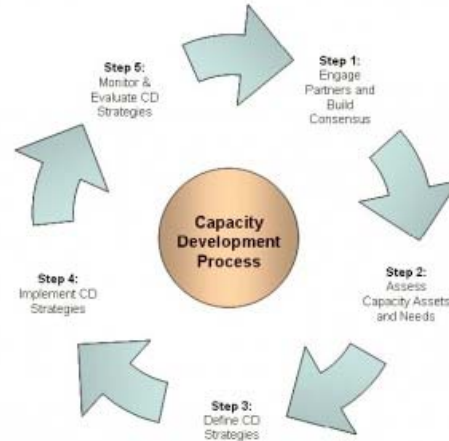 Step 5:
Monitor &
Evaluate CD
Strategies
Step 1:
Engage
Partners and
Build
Consensus
Capacity
Development
Process
Step 4:
Implement CD
Strategies
Step 2:
Assess
Capacity Assets
and Needs
Step 3:
Define CD
Strategies